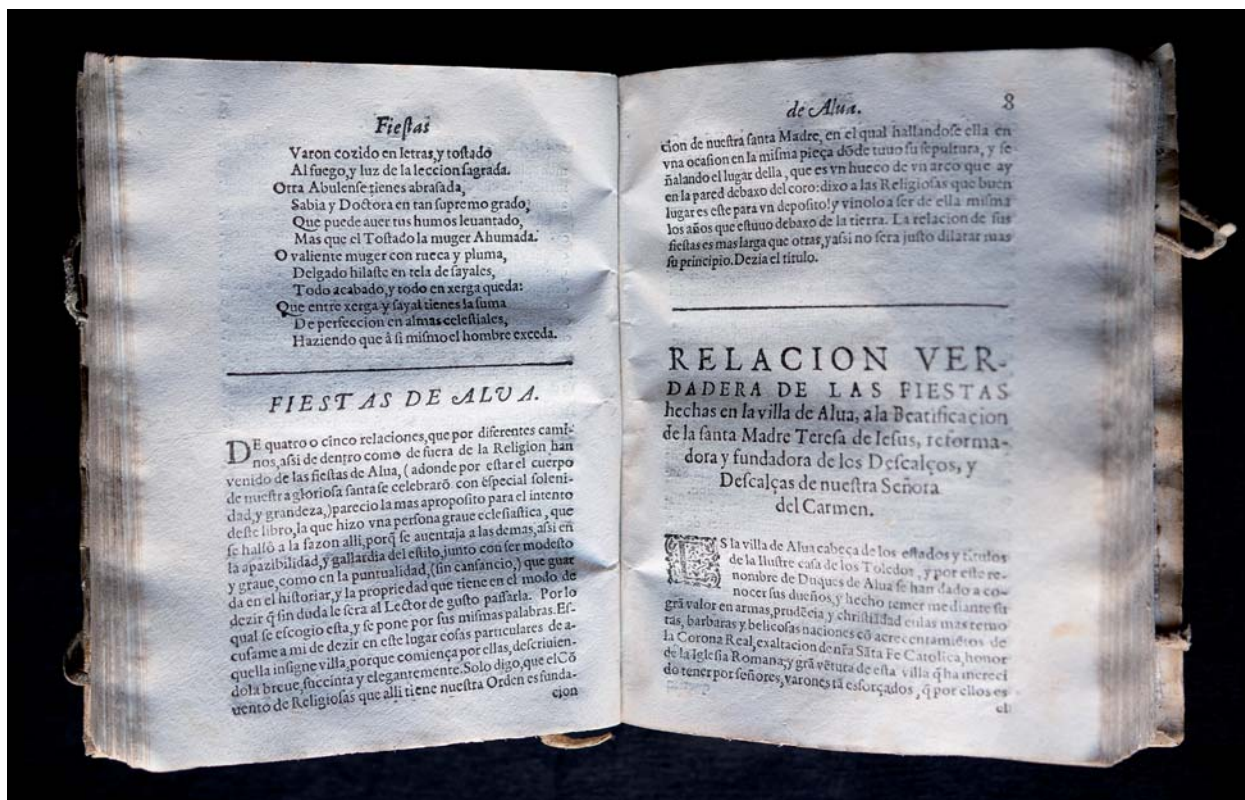 Fieſtas
Varon cozido en letras,y toſtado
Al fuego,y luz de la leccion ſagrada.
Otra Abulenſe tienes abraſada,
Sabia y Doctora en tan ſupremo grado;
Que puede auer tus humos leuantado,
Mas que el Toſtado la muger Ahumada.
O valiente muger con rueca y pluma,
Delgado hilaſte en tela de ſayales,
Todo acabado,y todo en xerga queda:
Que entre xerga y ſayal tienes la ſuma
De perfeccion en almas celeſtiales,
Haziendo que â ſi miſmo el hombre exceda.
FIESTAS DE ALVA.
DE quatro o cinco relaciones,que por diferentes cami-
nos,aſsi de dentro como de fuera de la Religion han
venido de las fieſtas de Alua, (adonde por eſtar el cuerpo
de nueſtra glorioſa ſanta ſe celebrarõ con eſpecial ſoleni-
dad,y grandeza,)parecio la mas apropoſito para el intento
deſte libro,la que hizo vna perſona graue ecleſiaſtica, que
ſe hallò a la ſazon alli,porq̃ ſe auentaja a las demas,aſsi en
la apazibilidad,y gallardia del eſtilo,junto con ſer modeſto
y graue,como en la puntualidad,(ſin canſancio,) que guar
da en el hiſtoriar,y la propriedad que tiene en el modo de
dezir q̃ ſin duda le ſera al Lector de guſto paſſarla. Por lo
qual ſe eſcogio eſta,y ſe pone por ſus miſmas palabras.Eſ-
cuſame a mi de dezir en eſte lugar coſas particulares de a-
quella inſigne villa,porque comiença por ellas,deſcriuien-
dola breue,ſuccinta y elegantemente.Solo digo,que elCõ
uento de Religioſas que alli tiene nueſtra Orden es funda-
cion
de Alua. 8
cion de nueſtra ſanta Madre, en el qual hallandoſe ella en
vna ocaſion en la miſma pieça dõde tuuo ſu ſepultura, y ſe
ñalando el lugar della , que es vn hueco de vn arco que ay
en la pared debaxo del coro:dixo a las Religioſas que buen
lugar es eſte para vn depoſito!y vinolo a ſer de ella miſma
los años que eſtuuo debaxo de la tierra. La relacion de ſus
fieſtas es mas larga que otras,y aſsi no ſera juſto dilatar mas
ſu principio.Dezia el titulo.
RELACION VER-
DADERA DE LAS FIESTAS
hechas en la villa de Alua, a la Beatificacion
de la ſanta Madre Tereſa de Ieſus, reforma-
dora y fundadora de los Deſcalços, y
Deſcalças de nueſtra Señora
del Carmen.
ES la villa de Alua cabeça de los eſtados y titulos
de la Iluſtre caſa de los Toledos , y por eſte re-
nombre de Duques de Alua ſe han dado a co-
nocer ſus dueños,y hecho temer mediante ſu
grã valor en armas,prudẽcia y chriſtildad enlas mas remo
tas, barbaras y belicoſas naciones cõ acrecentamiẽtos de
la Corona Real,exaltacion de nr̃a Sãta Fe Catolica,honor
de la Igleſia Romana,y grã vẽtura de eſta villa q̃ ha mereci
do tener por ſeñores,varones tã eſforçados , q̃ por ellos es
el